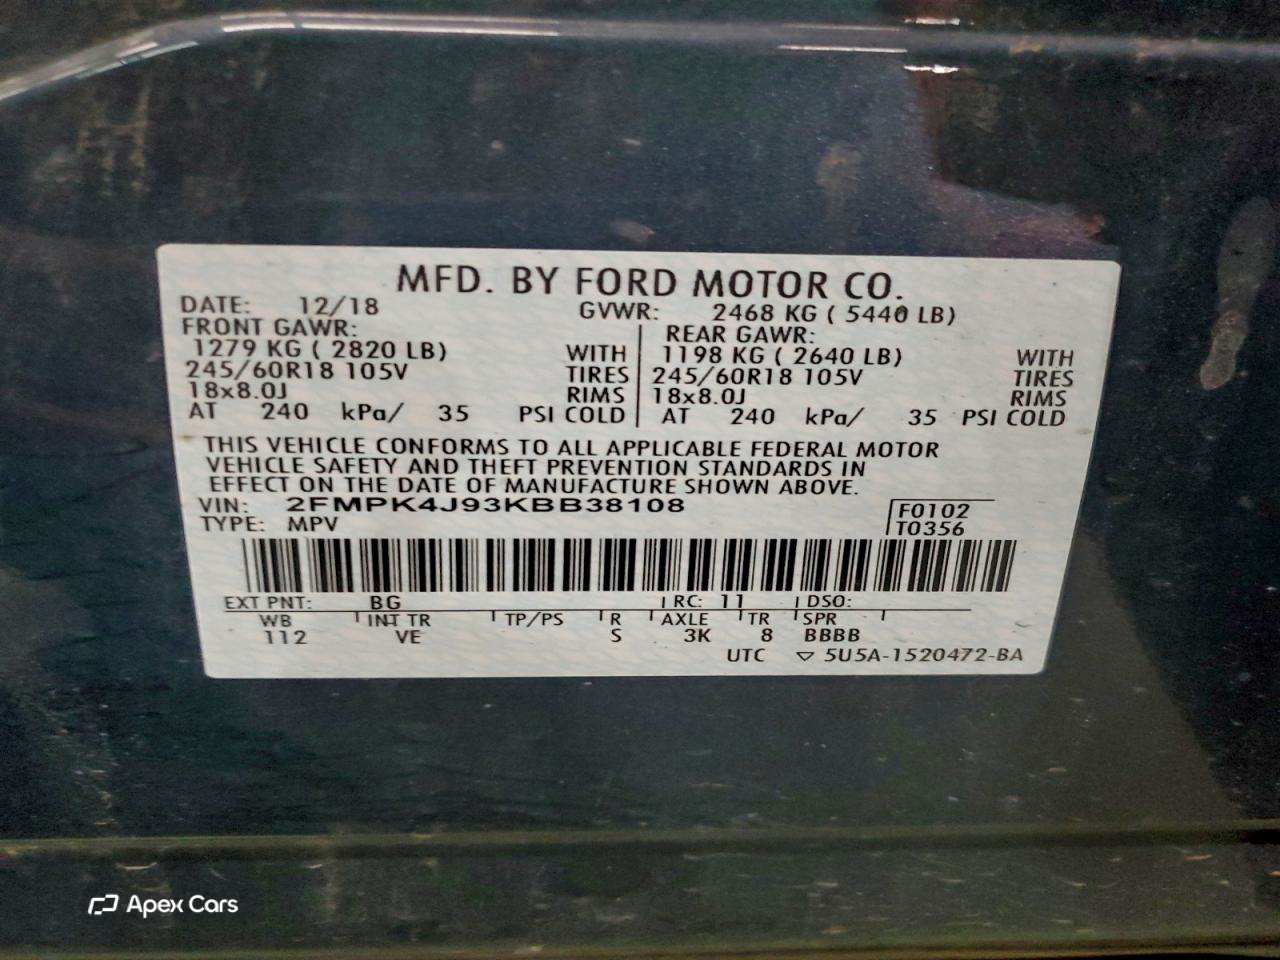 MFD. BY FORD MOTOR CO.
DATE: 12/18 GVWR: 2468 KG ( 5440 LB)
FRONT GAWR: REAR GAWR:
1279 KG ( 2820 LB) WITH 1198 KG ( 2640 LB) WITH
245/60R18 105V TIRES 245/60R18 105V TIRES
18x8.0J RIMS 18x8.0J RIMS
AT 240 kPa/ 35 PSI COLD AT 240 kPa/ 35 PSI COLD
THIS VEHICLE CONFORMS TO ALL APPLICABLE FEDERAL MOTOR
VEHICLE SAFETY AND THEFT PREVENTION STANDARDS IN
EFFECT ON THE DATE OF MANUFACTURE SHOWN ABOVE.
VIN: 2FMPK4J93KBB38108 F0102
TYPE: MPV T0356
EXT PNT: BG RC: 11 DSO:
WB INT TR TP/PS R AXLE TR SPR
112 VE S 3K 8 BBBB
UTC ▽ 5U5A-1520472-BA
Apex Cars